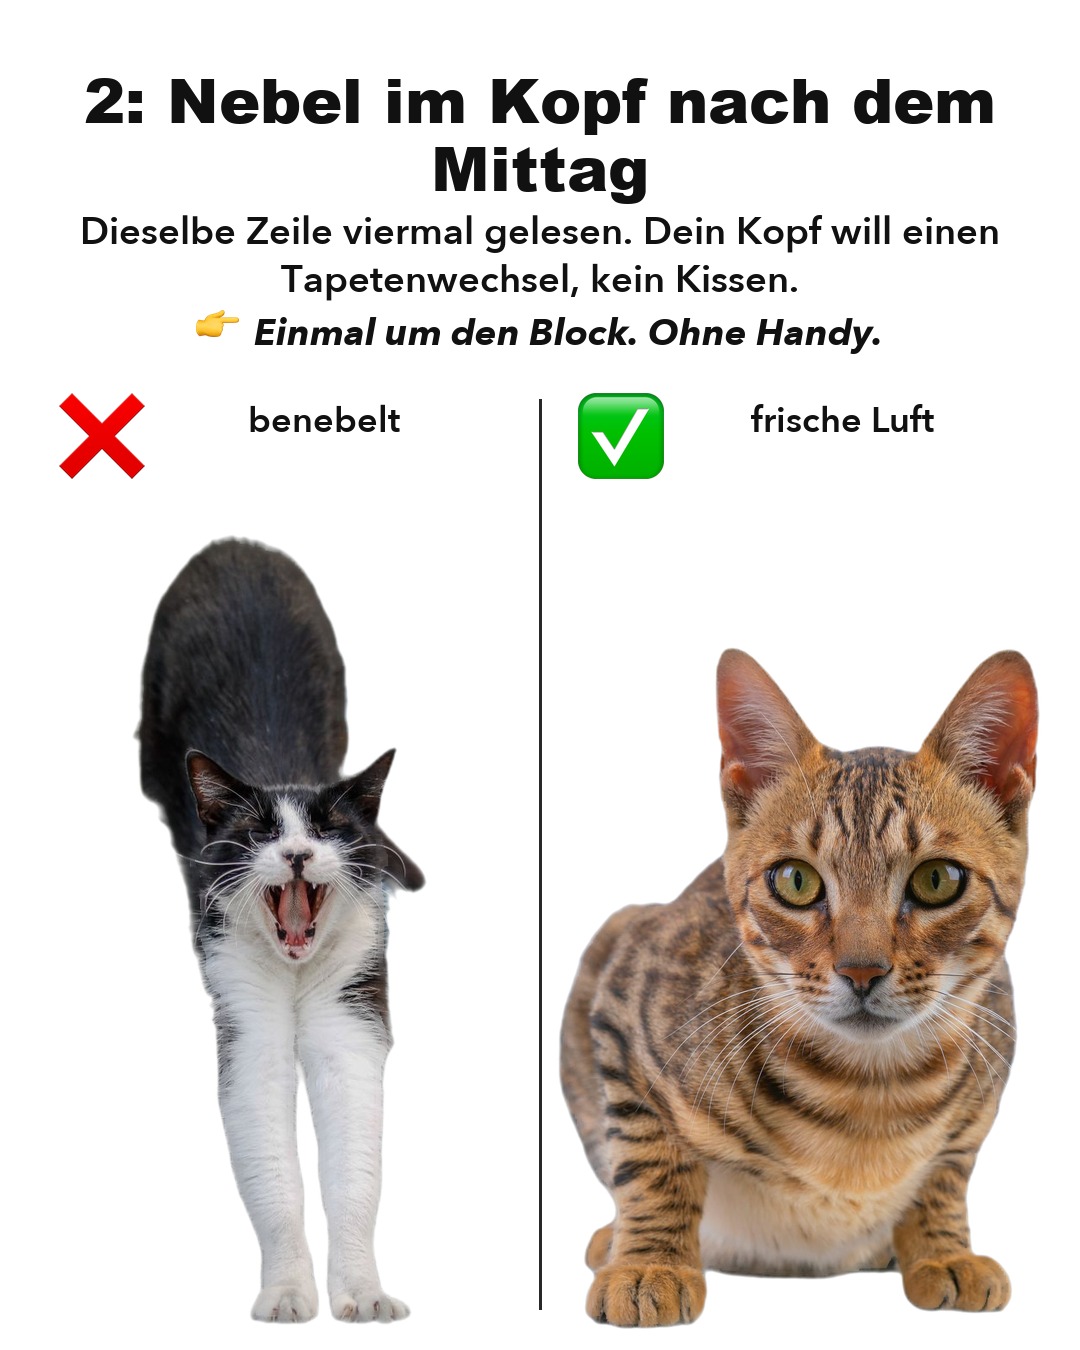 2: Nebel im Kopf nach dem
Mittag
Dieselbe Zeile viermal gelesen. Dein Kopf will einen
Tapetenwechsel, kein Kissen.
👉 Einmal um den Block. Ohne Handy.
❌ benebelt
✅ frische Luft